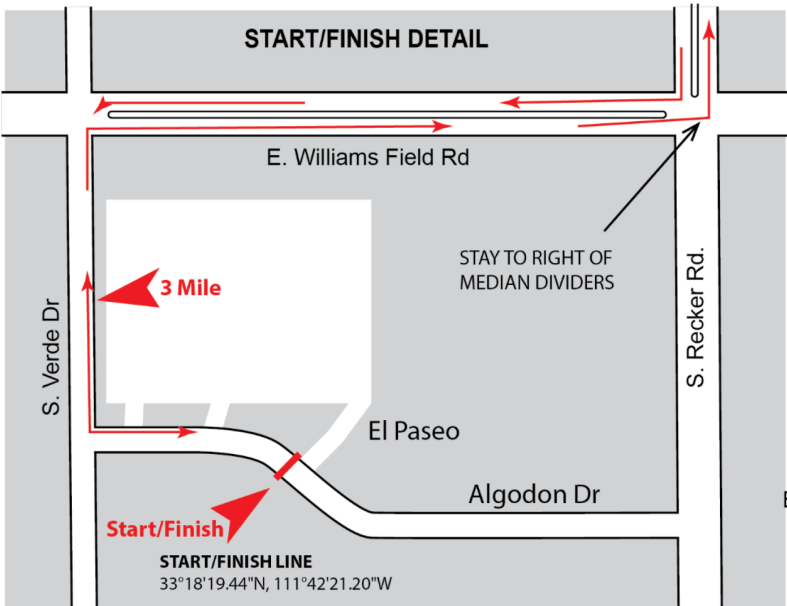 START/FINISH DETAIL
E. Williams Field Rd
STAY TO RIGHT OF
MEDIAN DIVIDERS
3 Mile
S. Verde Dr
S. Recker Rd.
El Paseo
Algodon Dr
Start/Finish
START/FINISH LINE
33°18'19.44"N, 111°42'21.20"W